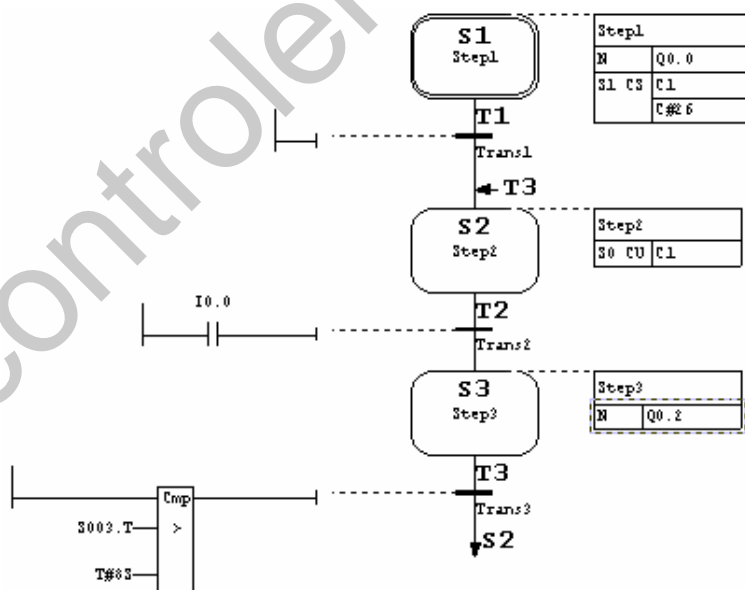 controler
S1
Step1
Step1
N Q0.0
S1 CS C1
C#26
T1
Trans1
T3
S2
Step2
Step2
S0 CU C1
I0.0
T2
Trans2
S3
Step3
Step3
N Q0.2
T3
Trans3
Cmp
S003.T
>
T#8S
S2